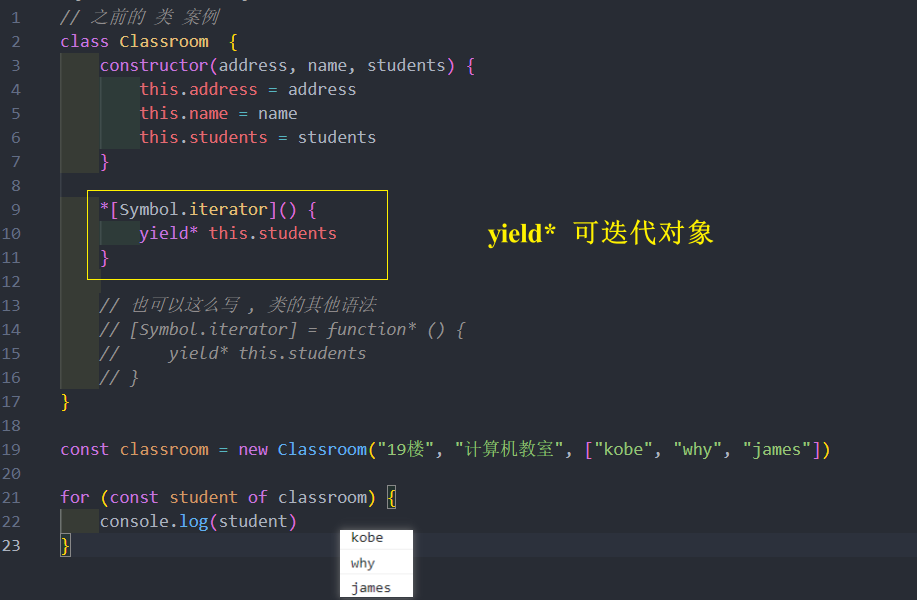 1 // 之前的 类 案例
2 class Classroom  {
3     constructor(address, name, students) {
4         this.address = address
5         this.name = name
6         this.students = students
7     }
8
9     *[Symbol.iterator]() {
10         yield* this.students
11     }
yield* 可迭代对象
12
13     // 也可以这么写 , 类的其他语法
14     // [Symbol.iterator] = function* () {
15     //     yield* this.students
16     // }
17 }
18
19 const classroom = new Classroom("19楼", "计算机教室", ["kobe", "why", "james"])
20
21 for (const student of classroom) {
22     console.log(student)
23 }
kobe
why
james